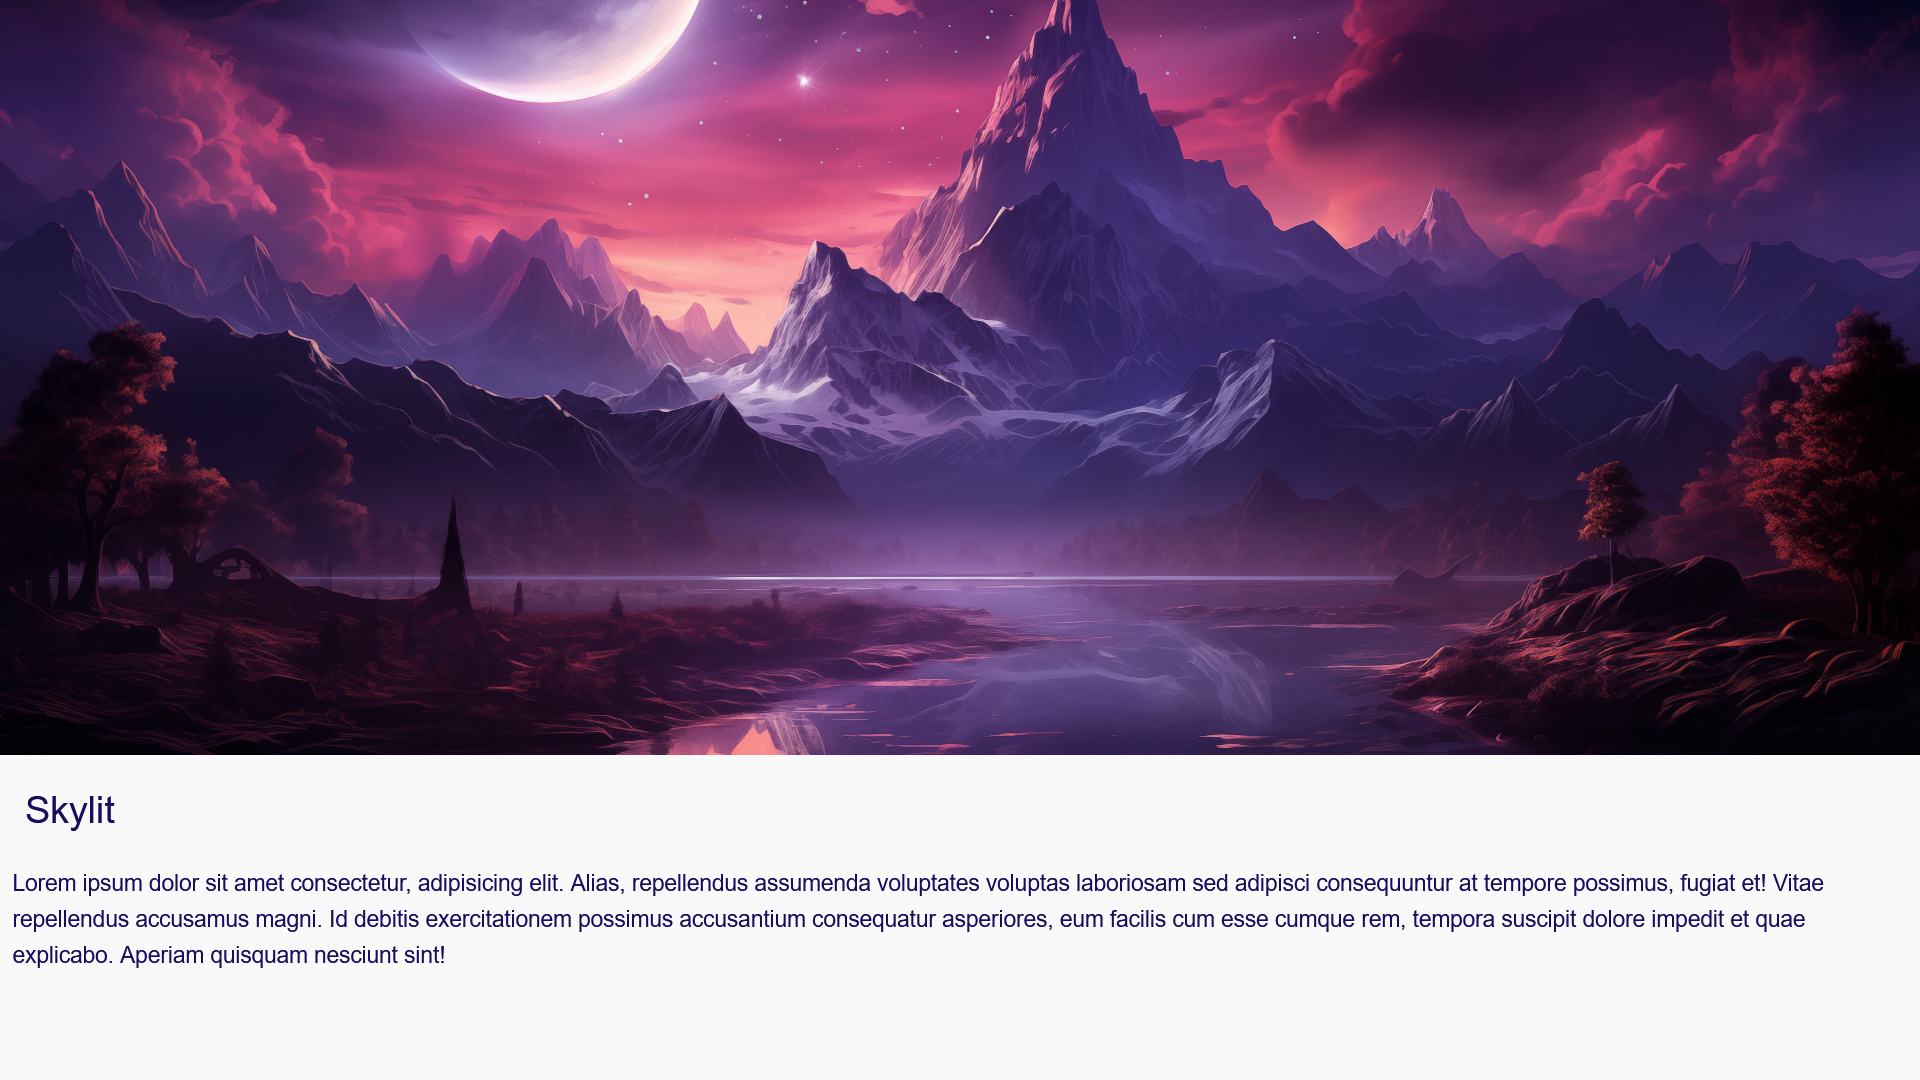 Skylit
Lorem ipsum dolor sit amet consectetur, adipisicing elit. Alias, repellendus assumenda voluptates voluptas laboriosam sed adipisci consequuntur at tempore possimus, fugiat et! Vitae
repellendus accusamus magni. Id debitis exercitationem possimus accusantium consequatur asperiores, eum facilis cum esse cumque rem, tempora suscipit dolore impedit et quae
explicabo. Aperiam quisquam nesciunt sint!